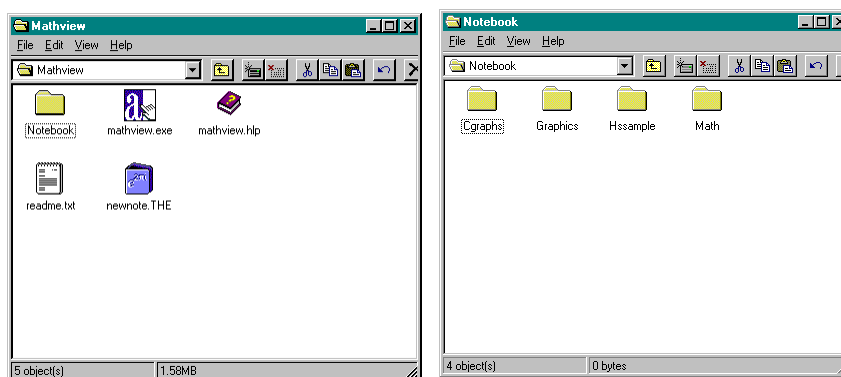 Mathview
File Edit View Help
Mathview
Notebook mathview.exe mathview.hlp
readme.txt newnote.THE
5 object(s) 1.58MB
Notebook
File Edit View Help
Notebook
Cgraphs Graphics Hssample Math
4 object(s) 0 bytes